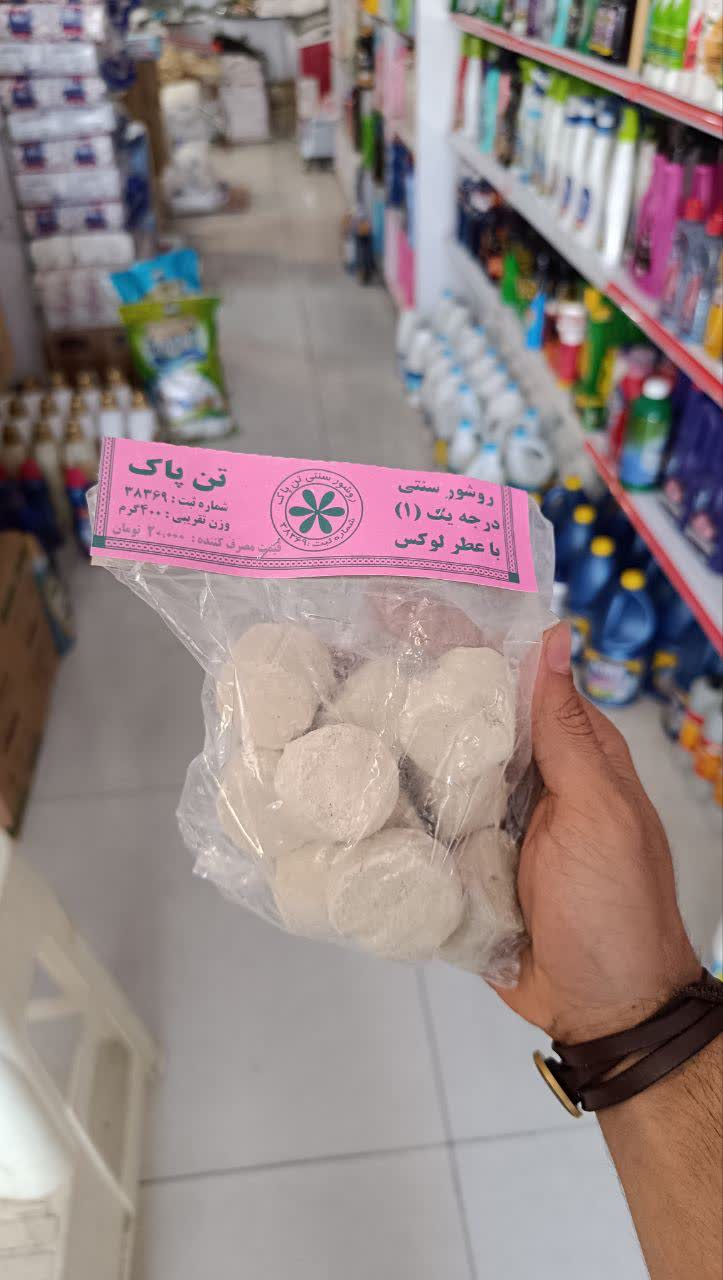 روشور سنتی
درجه یک (۱)
با عطر لوکس
روشور سنتی تن پاک
شماره ثبت :۳۸۳۶۹
تن پاک
شماره ثبت : ۳۸۳۶۹
وزن تقریبی : ۴۰۰گرم
قیمت مصرف کننده : ۲۰,۰۰۰ تومان